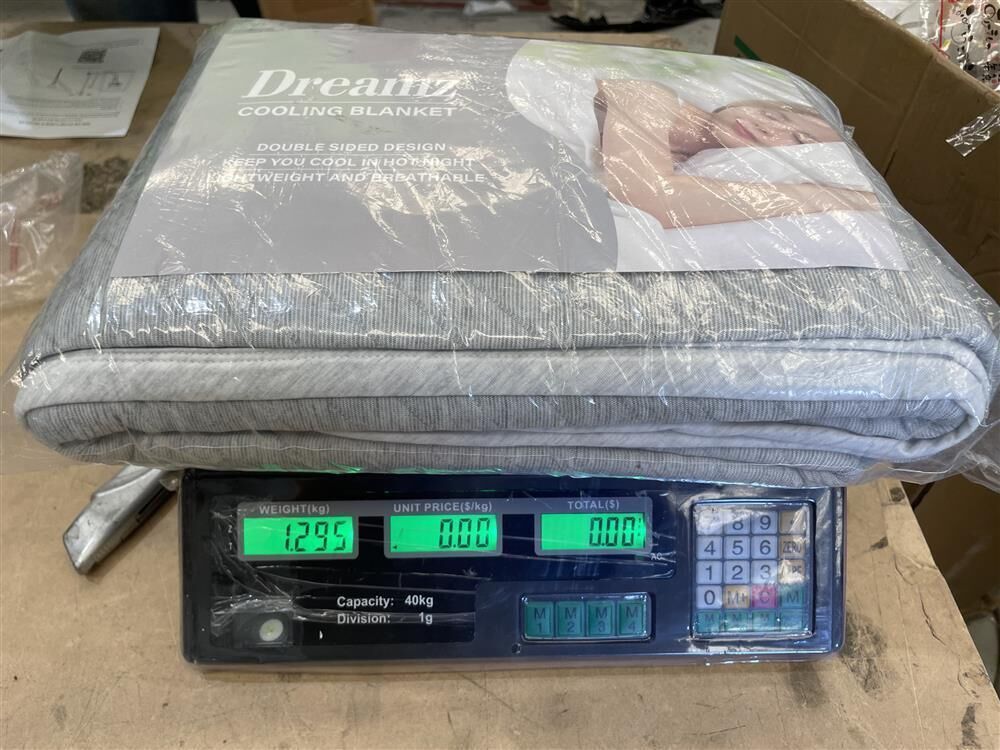 Dreamz
COOLING BLANKET
DOUBLE SIDED DESIGN
KEEP YOU COOL IN HOT NIGHT
LIGHTWEIGHT AND BREATHABLE
WEIGHT(kg) UNIT PRICE($/kg) TOTAL($)
1.295 0.00 0.00
Capacity: 40kg
Division: 1g
M1 M2 M3 M4
8 9
4 5 6 ZERO
1 2 3
0 M+ C M